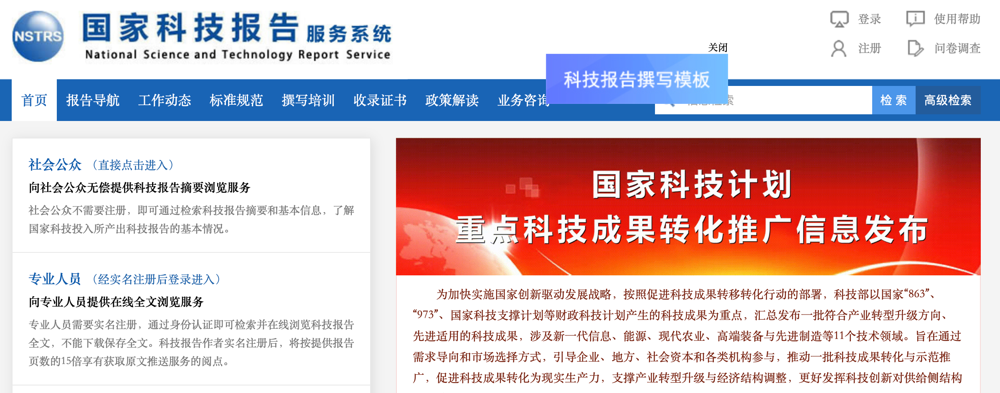 NSTRS
国家科技报告服务系统
National Science and Technology Report Service
登录
使用帮助
注册
问卷调查
关闭
科技报告撰写模板
首页 报告导航 工作动态 标准规范 撰写培训 收录证书 政策解读 业务咨询
检 索
高级检索
社会公众 （直接点击进入）
向社会公众无偿提供科技报告摘要浏览服务
社会公众不需要注册，即可通过检索科技报告摘要和基本信息，了解
国家科技投入所产出科技报告的基本情况。
专业人员 （经实名注册后登录进入）
向专业人员提供在线全文浏览服务
专业人员需要实名注册，通过身份认证即可检索并在线浏览科技报告
全文，不能下载保存全文。科技报告作者实名注册后，将按提供报告
页数的15倍享有获取原文推送服务的阅点。
国家科技计划
重点科技成果转化推广信息发布
为加快实施国家创新驱动发展战略，按照促进科技成果转移转化行动的部署，科技部以国家“863”、
“973”、国家科技支撑计划等财政科技计划产生的科技成果为重点，汇总发布一批符合产业转型升级方向、
先进适用的科技成果，涉及新一代信息、能源、现代农业、高端装备与先进制造等11个技术领域。旨在通过
需求导向和市场选择方式，引导企业、地方、社会资本和各类机构参与，推动一批科技成果转化与示范推
广，促进科技成果转化为现实生产力，支撑产业转型升级与经济结构调整，更好发挥科技创新对供给侧结构